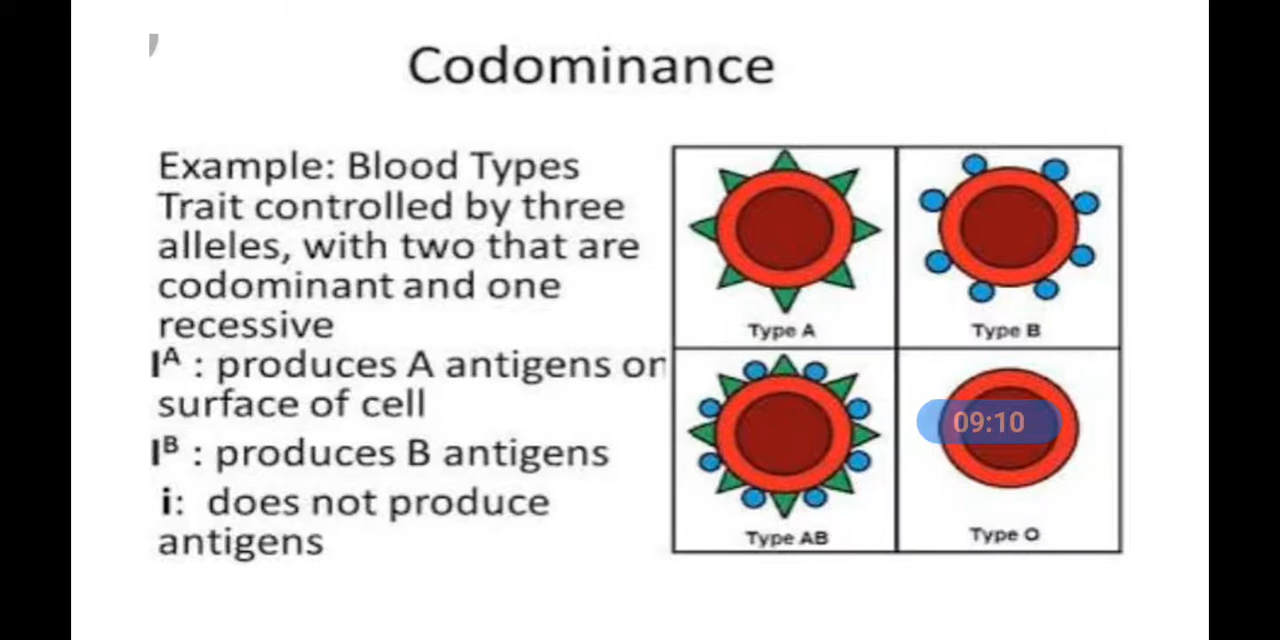 Codominance
Example: Blood Types
Trait controlled by three
alleles, with two that are
codominant and one
recessive
Iᴬ : produces A antigens on
surface of cell
Iᴮ : produces B antigens
i: does not produce
antigens
Type A
Type B
Type AB
09:10
Type O